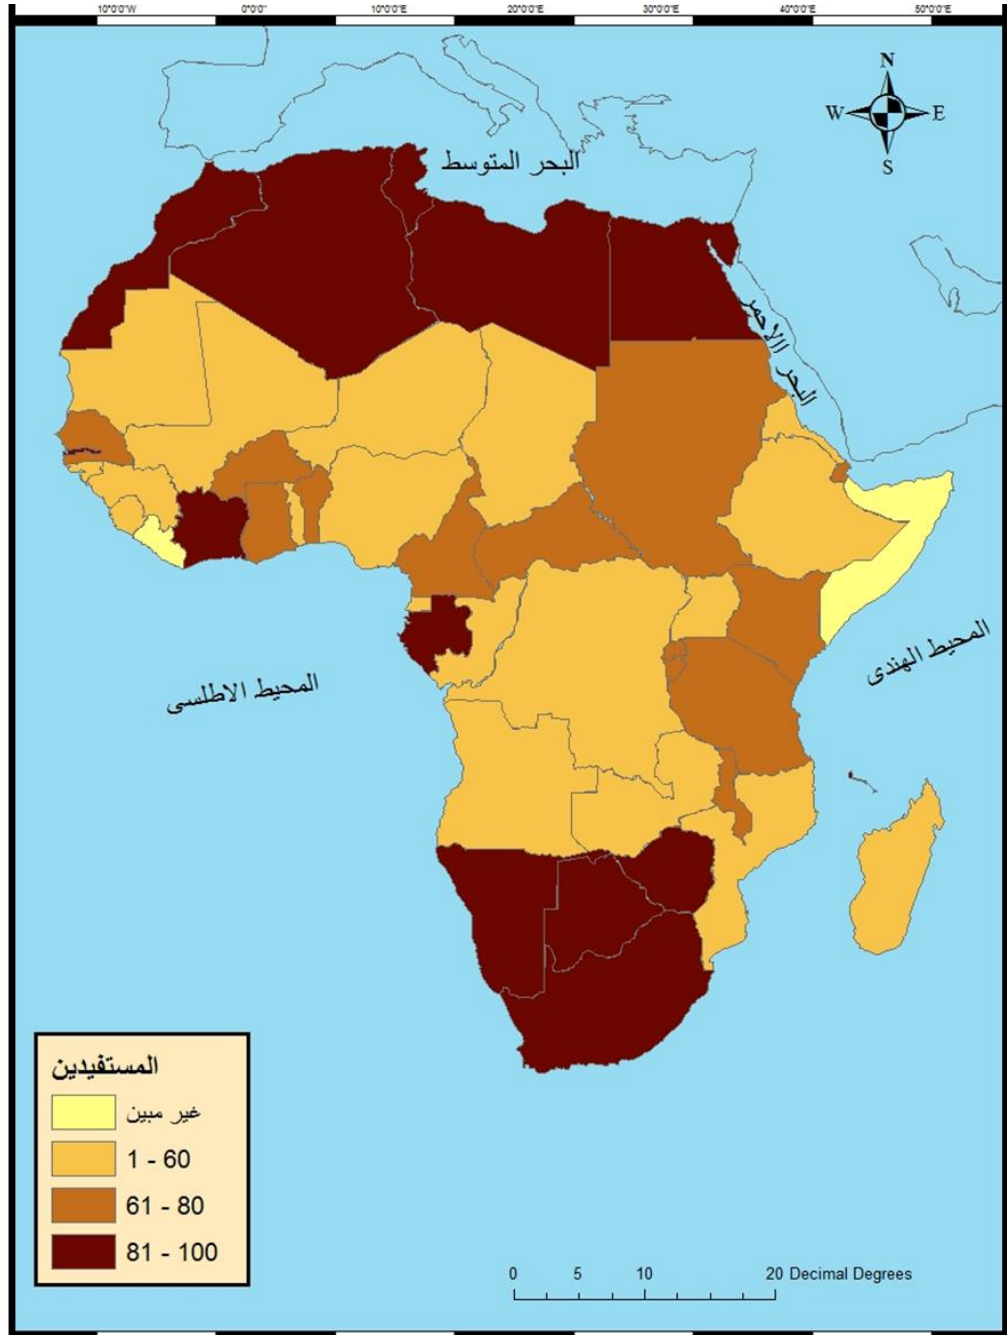 10°0'0"W 0°0'0" 10°0'0"E 20°0'0"E 30°0'0"E 40°0'0"E 50°0'0"E
N
W E
S
البحر المتوسط
البحر الاحمر
المحيط الهندى
المحيط الاطلسى
المستفيدين
غير مبين
1 - 60
61 - 80
81 - 100
0 5 10 20 Decimal Degrees